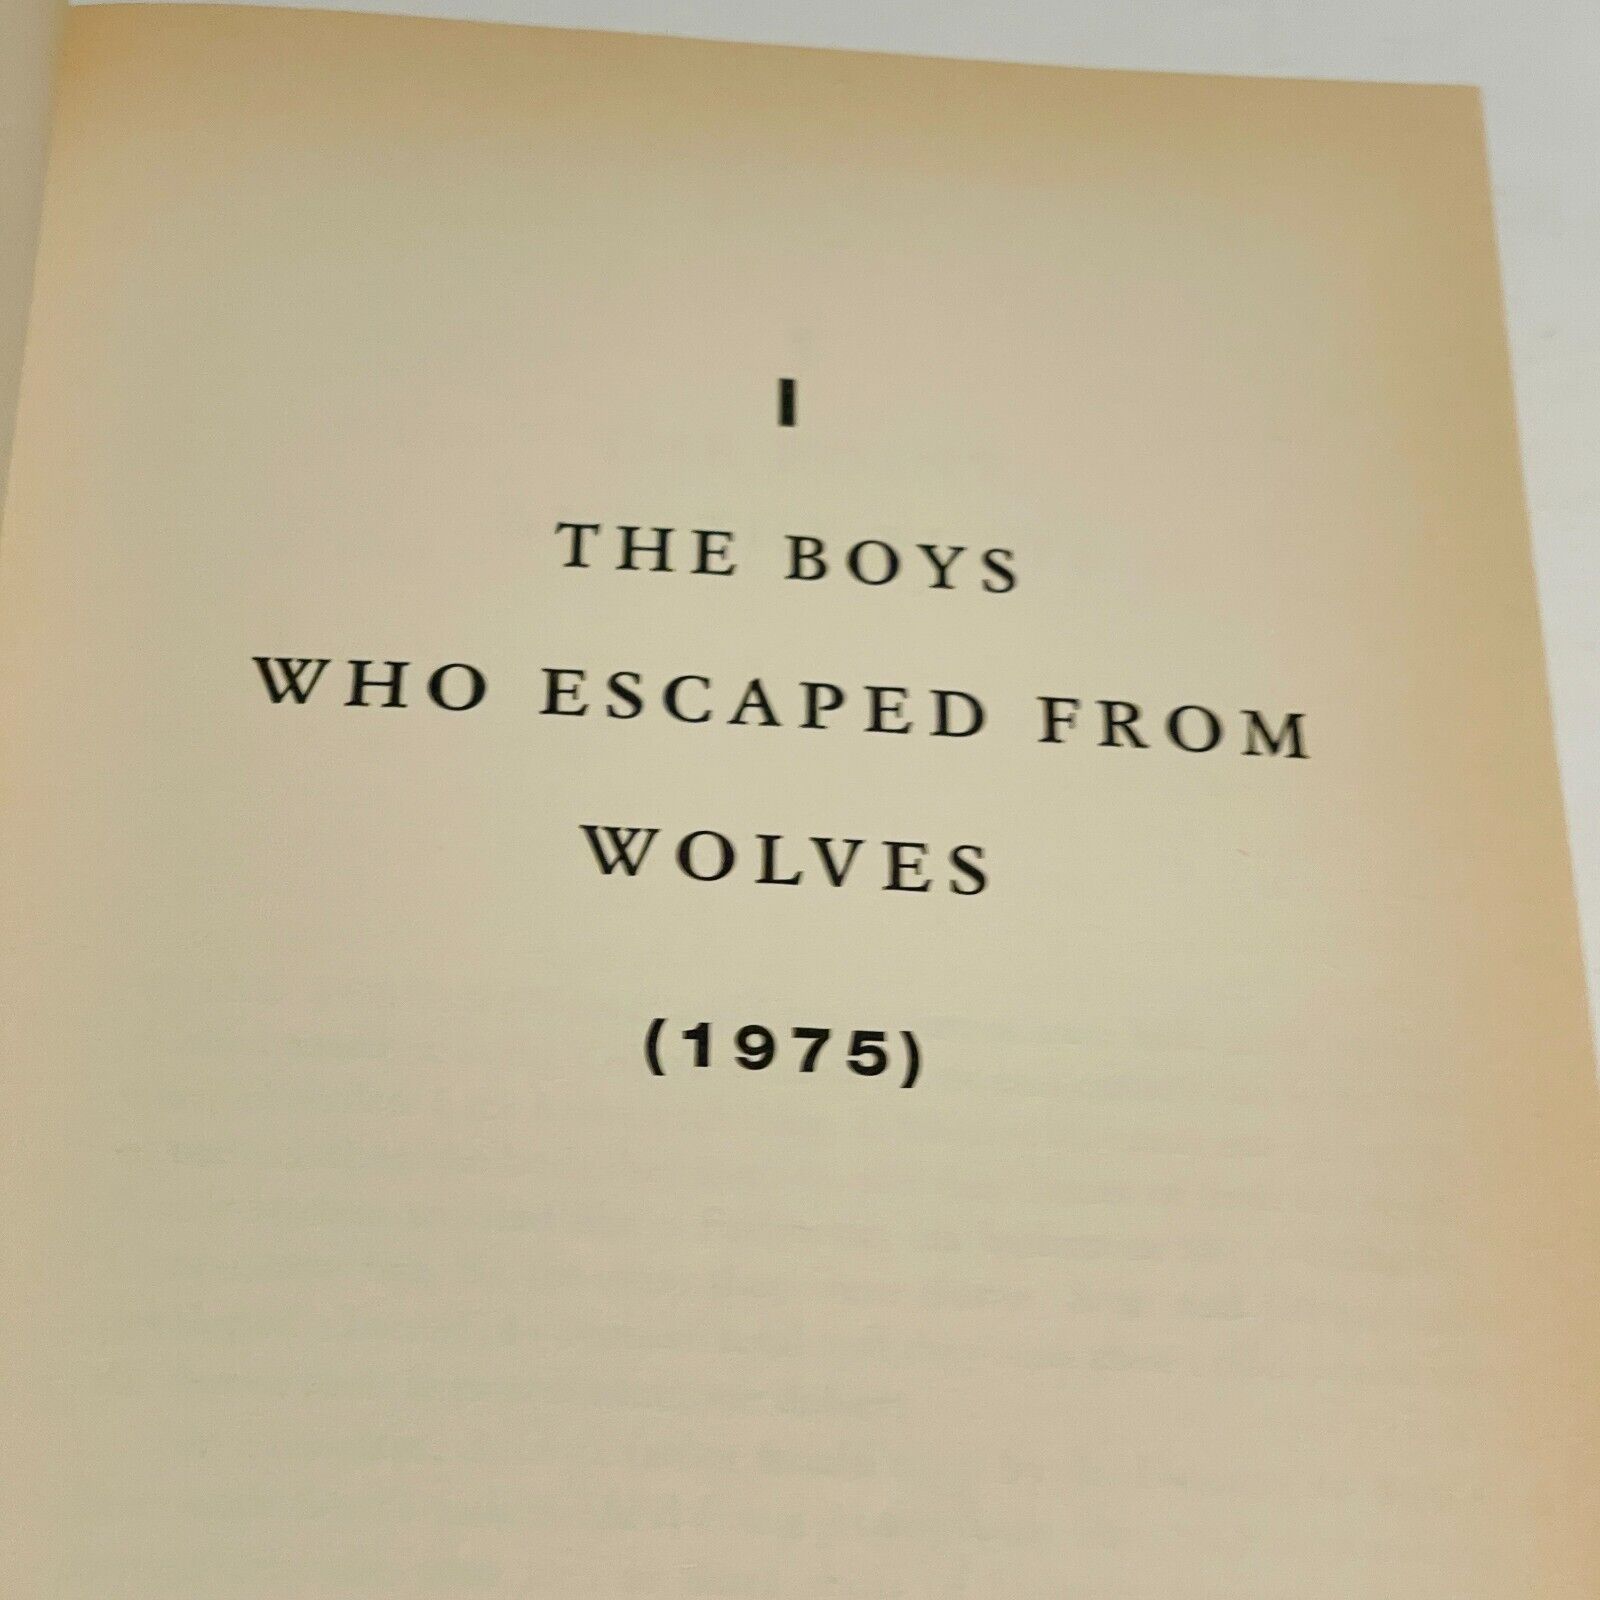 I
THE BOYS
WHO ESCAPED FROM
WOLVES
(1975)